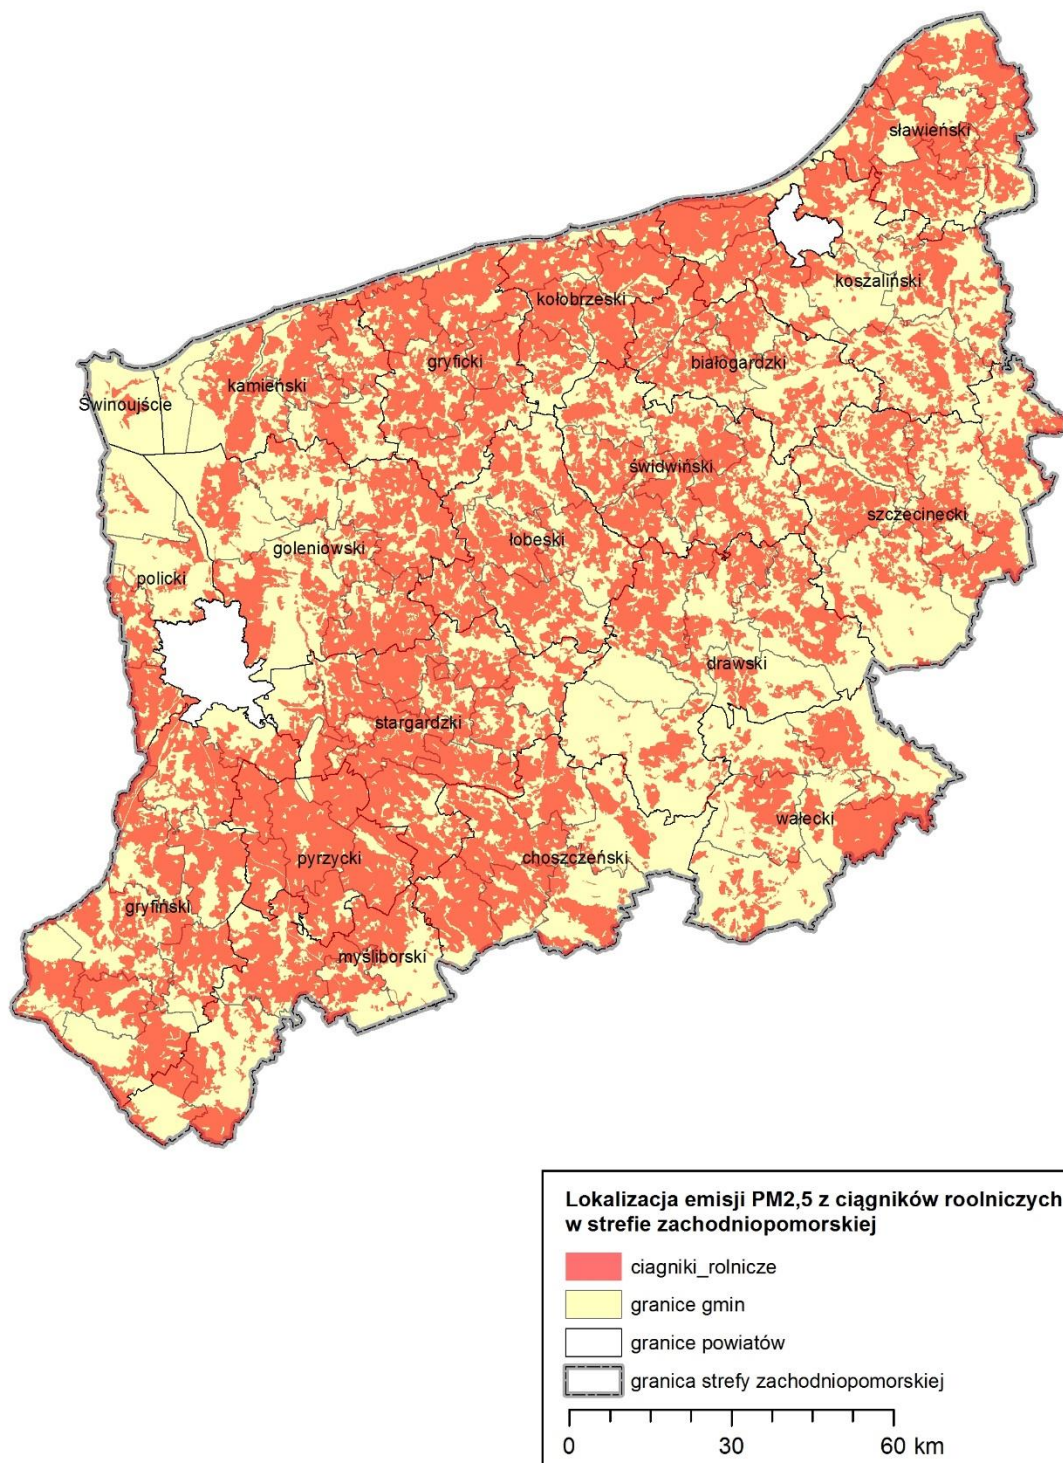 sławieński
koszaliński
kołobrzeski
gryficki
białogardzki
kamieński
Świnoujście
świdwiński
szczecinecki
łobeski
goleniowski
policki
drawski
stargardzki
wałecki
pyrzycki
choszczeński
gryfiński
myśliborski
Lokalizacja emisji PM2,5 z ciągników roolniczych
w strefie zachodniopomorskiej
ciagniki_rolnicze
granice gmin
granice powiatów
granica strefy zachodniopomorskiej
0 30 60 km